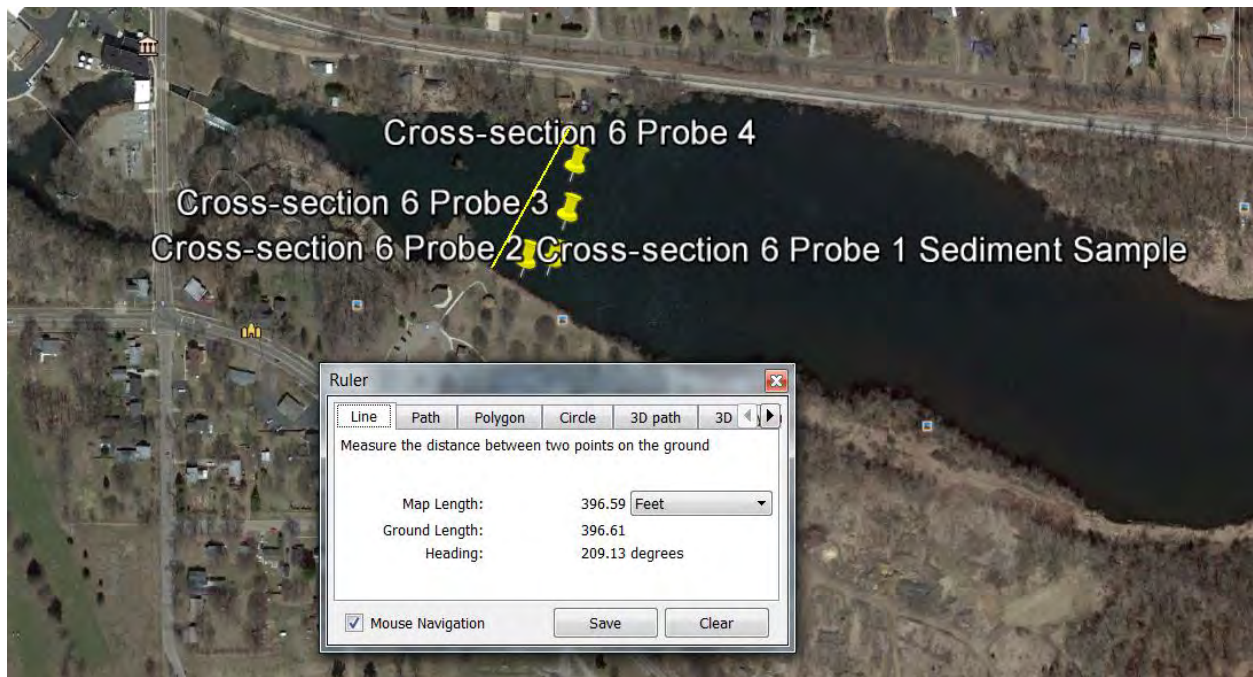 Cross-section 6 Probe 4
Cross-section 6 Probe 3
Cross-section 6 Probe 2
Cross-section 6 Probe 1 Sediment Sample
Ruler
Line Path Polygon Circle 3D path 3D
Measure the distance between two points on the ground
Map Length: 396.59 Feet
Ground Length: 396.61
Heading: 209.13 degrees
Mouse Navigation Save Clear